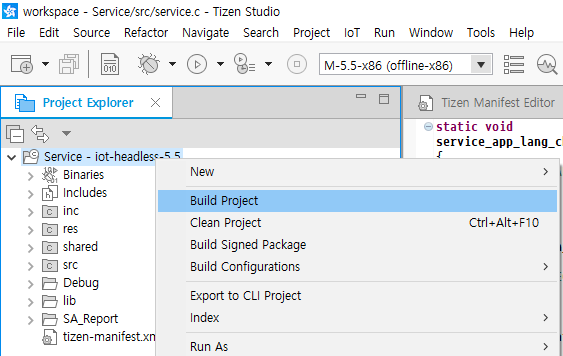 workspace - Service/src/service.c - Tizen Studio
File Edit Source Refactor Navigate Search Project IoT Run Window Tools Help
010
M-5.5-x86 (offline-x86)
Project Explorer
Tizen Manifest Editor
static void
service_app_lang_c
{
Service - iot-headless-5.5
Binaries
Includes
inc
res
shared
src
Debug
lib
SA_Report
tizen-manifest.xm
New
Build Project
Clean Project Ctrl+Alt+F10
Build Signed Package
Build Configurations
Export to CLI Project
Index
Run As